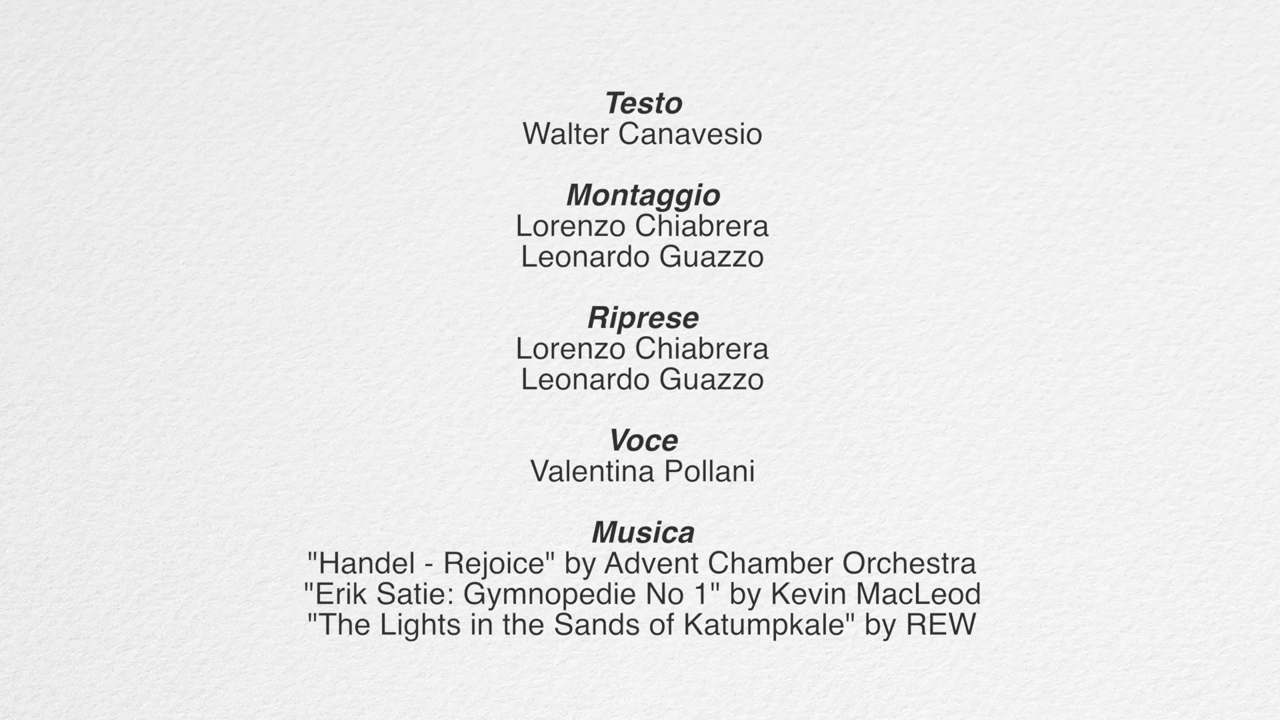 Testo
Walter Canavesio
Montaggio
Lorenzo Chiabrera
Leonardo Guazzo
Riprese
Lorenzo Chiabrera
Leonardo Guazzo
Voce
Valentina Pollani
Musica
"Handel - Rejoice" by Advent Chamber Orchestra
"Erik Satie: Gymnopedie No 1" by Kevin MacLeod
"The Lights in the Sands of Katumpkale" by REW